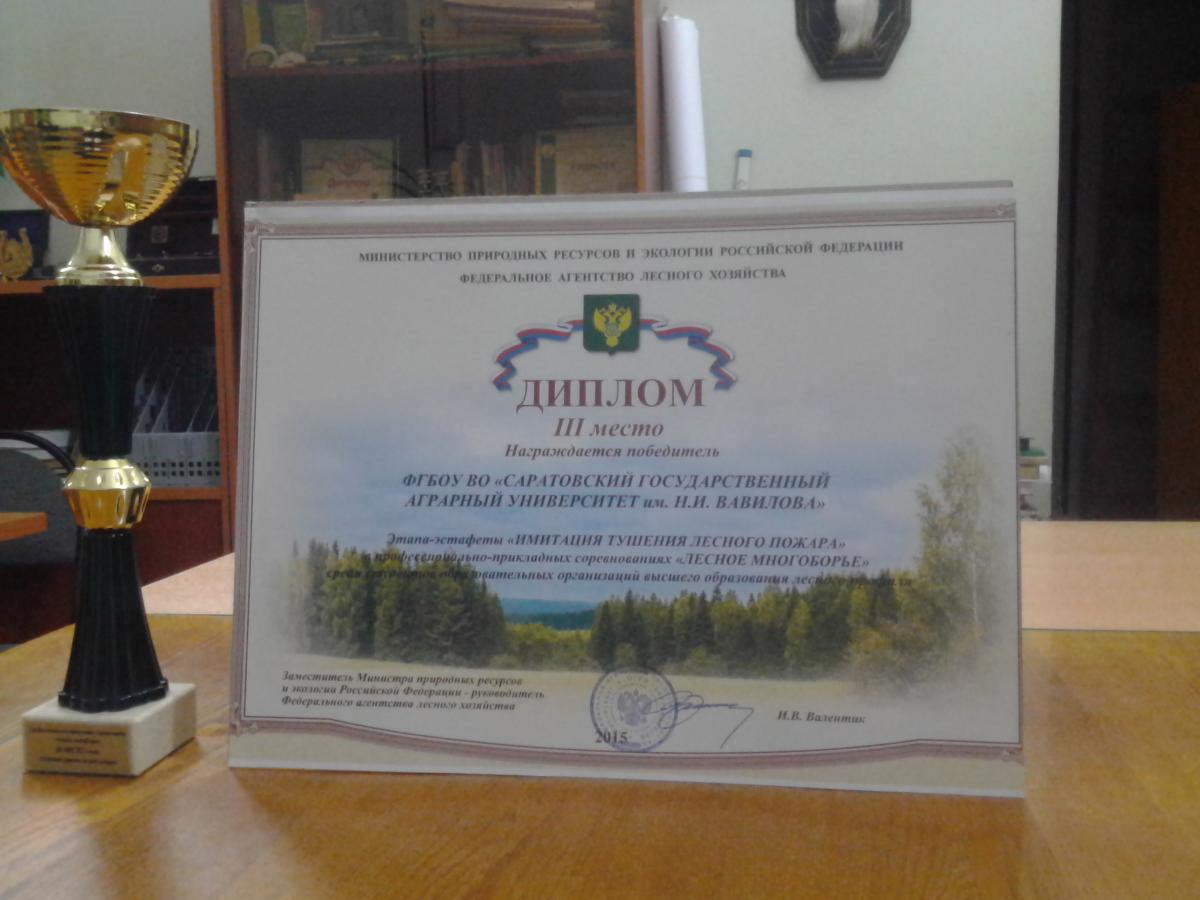 МИНИСТЕРСТВО ПРИРОДНЫХ РЕСУРСОВ И ЭКОЛОГИИ РОССИЙСКОЙ ФЕДЕРАЦИИ
ФЕДЕРАЛЬНОЕ АГЕНТСТВО ЛЕСНОГО ХОЗЯЙСТВА
ДИПЛОМ
III место
Награждается победитель
ФГБОУ ВО «САРАТОВСКИЙ ГОСУДАРСТВЕННЫЙ
АГРАРНЫЙ УНИВЕРСИТЕТ им. Н.И. ВАВИЛОВА»
Этапа-эстафеты «ИМИТАЦИЯ ТУШЕНИЯ ЛЕСНОГО ПОЖАРА»
в профессионально-прикладных соревнованиях «ЛЕСНОЕ МНОГОБОРЬЕ»
среди студентов образовательных организаций высшего образования лесного профиля
Заместитель Министра природных ресурсов
и экологии Российской Федерации - руководитель
Федерального агентства лесного хозяйства
И.В. Валентик
2015